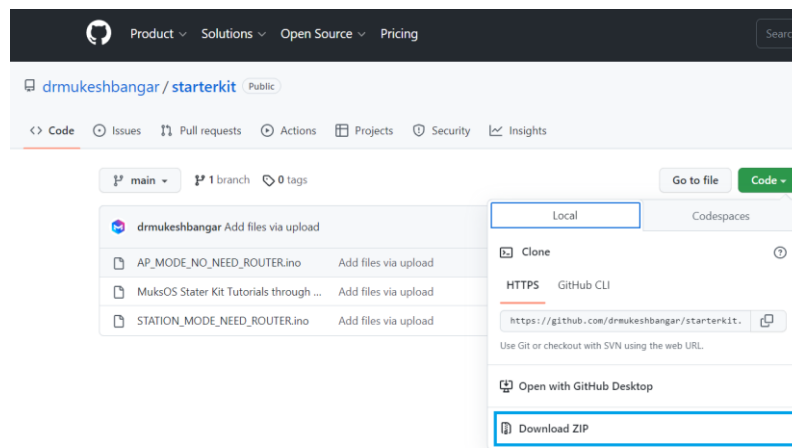 Product Solutions Open Source Pricing
Searc
drmukeshbangar / starterkit Public
<> Code Issues Pull requests Actions Projects Security Insights
main 1 branch 0 tags Go to file Code
Local Codespaces
drmukeshbangar Add files via upload
Clone
AP_MODE_NO_NEED_ROUTER.ino Add files via upload
HTTPS GitHub CLI
MuksOS Stater Kit Tutorials through ... Add files via upload
STATION_MODE_NEED_ROUTER.ino Add files via upload
https://github.com/drmukeshbangar/starterkit.
Use Git or checkout with SVN using the web URL.
Open with GitHub Desktop
Download ZIP